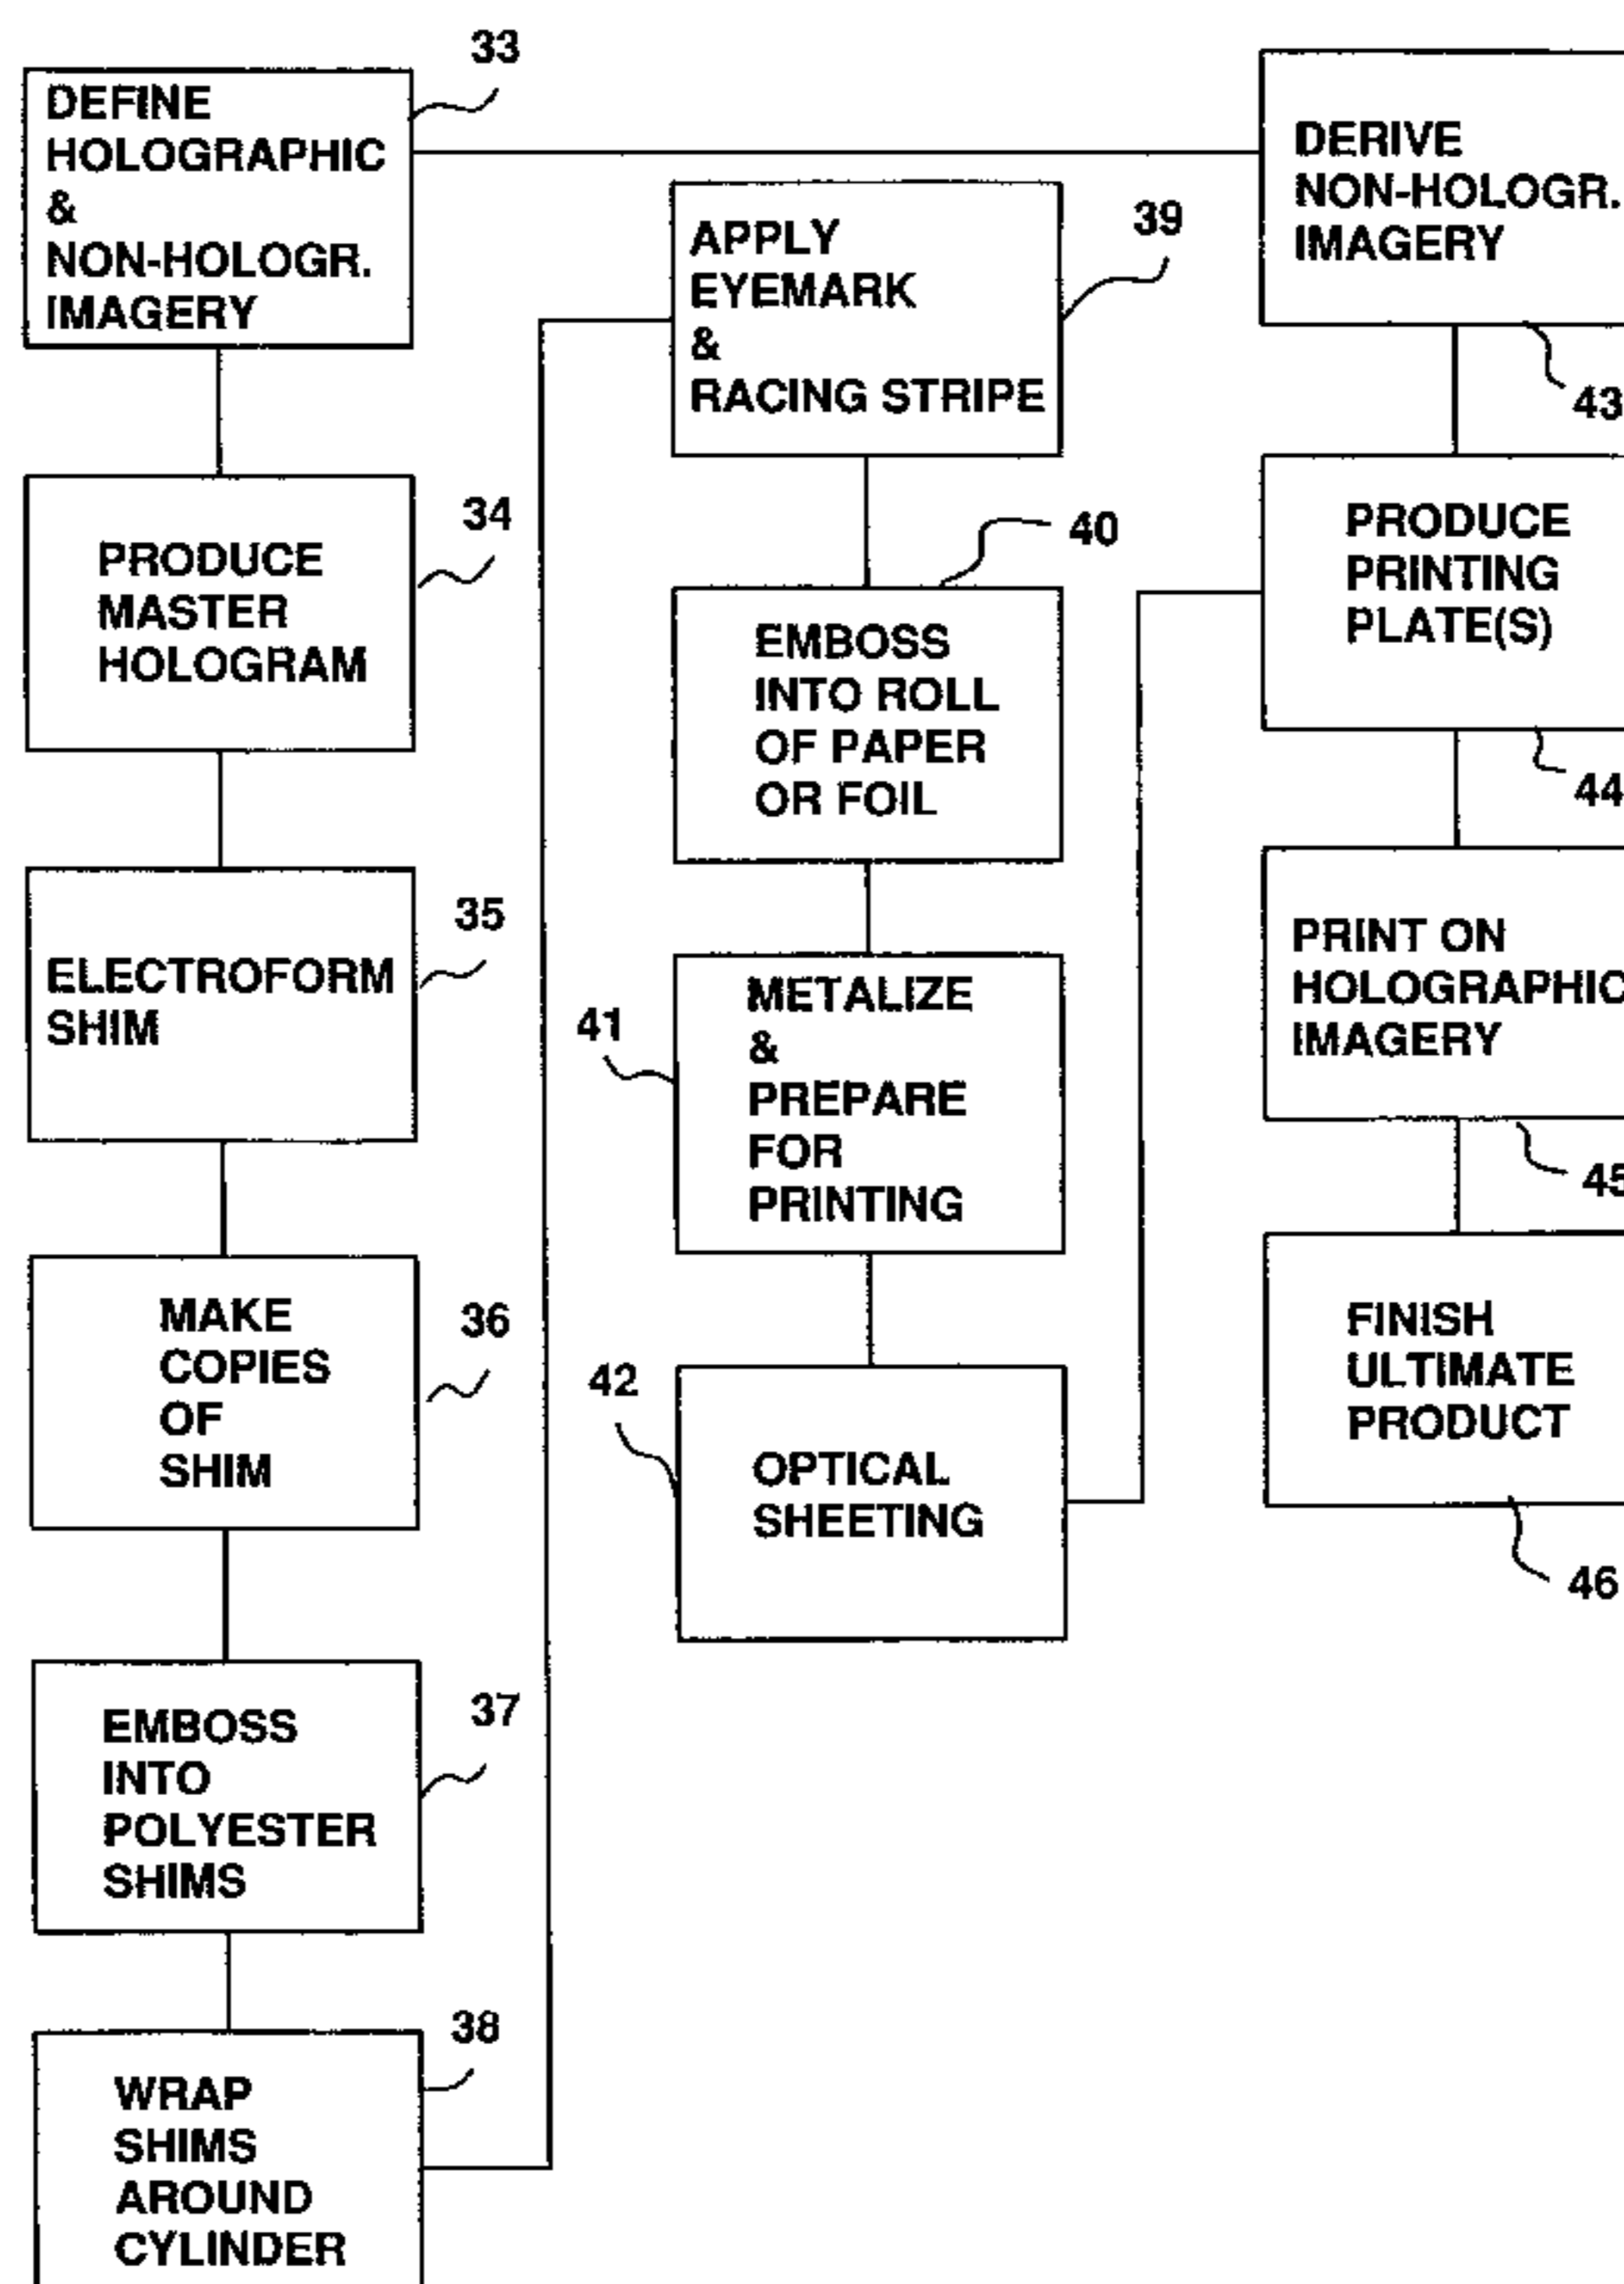 33
DEFINE
HOLOGRAPHIC
&
NON-HOLOGR.
IMAGERY
34
PRODUCE
MASTER
HOLOGRAM
35
ELECTROFORM
SHIM
36
MAKE
COPIES
OF
SHIM
37
EMBOSS
INTO
POLYESTER
SHIMS
38
WRAP
SHIMS
AROUND
CYLINDER
39
APPLY
EYEMARK
&
RACING STRIPE
40
EMBOSS
INTO ROLL
OF PAPER
OR FOIL
41
METALIZE
&
PREPARE
FOR
PRINTING
42
OPTICAL
SHEETING
DERIVE
NON-HOLOGR.
IMAGERY
43
PRODUCE
PRINTING
PLATE(S)
44
PRINT ON
HOLOGRAPHIC
IMAGERY
45
FINISH
ULTIMATE
PRODUCT
46